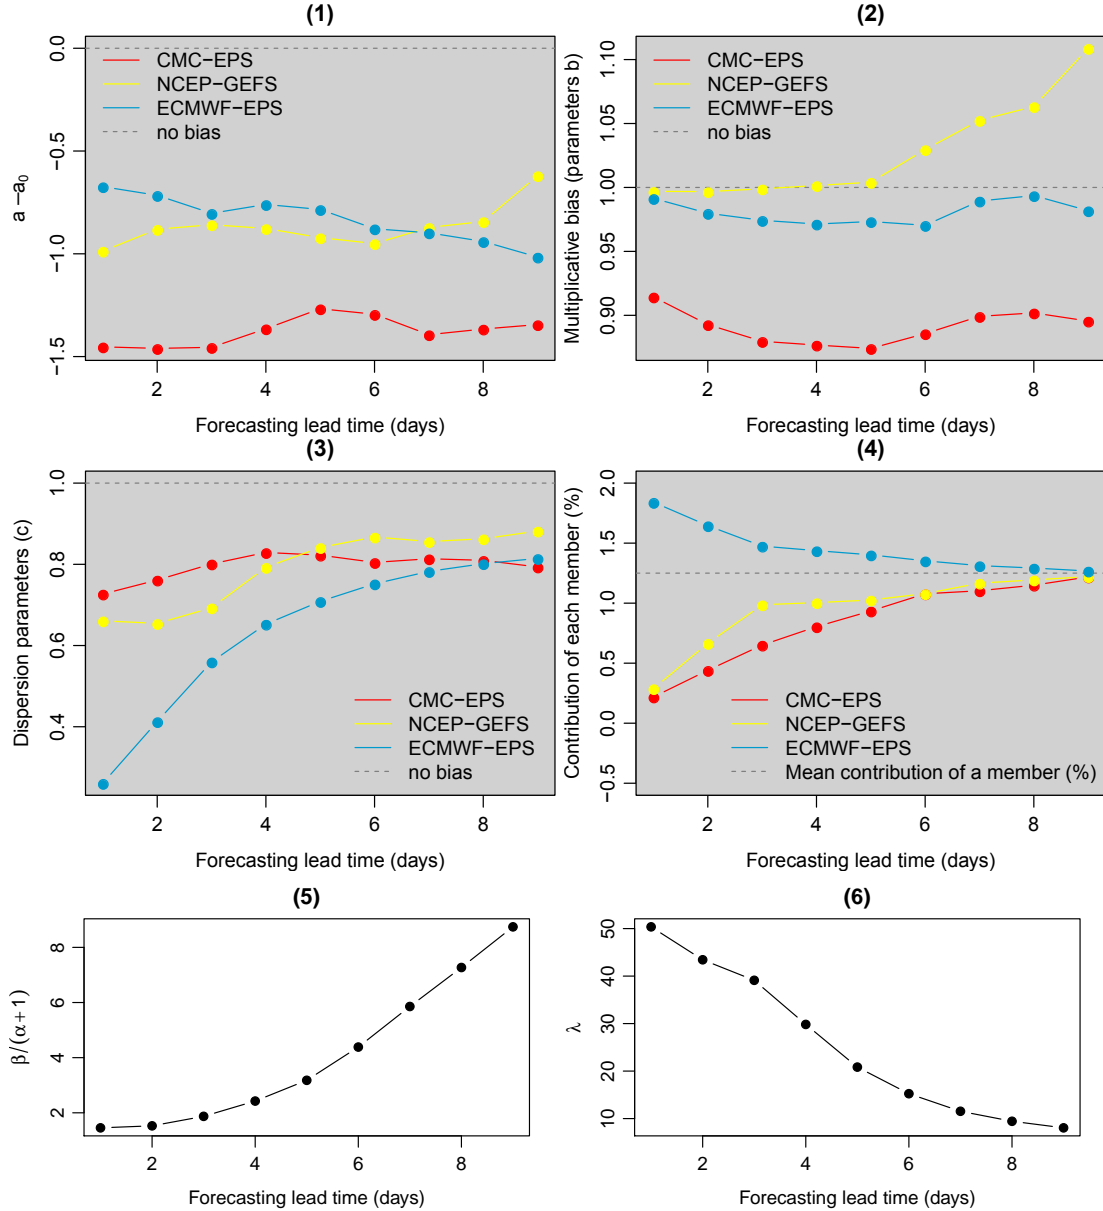 (1)
a −a0
0.0
−0.5
−1.0
−1.5
CMC−EPS
NCEP−GEFS
ECMWF−EPS
no bias
2 4 6 8
Forecasting lead time (days)
(2)
Multiplicative bias (parameters b)
1.10
1.05
1.00
0.95
0.90
CMC−EPS
NCEP−GEFS
ECMWF−EPS
no bias
2 4 6 8
Forecasting lead time (days)
(3)
Dispersion parameters (c)
1.0
0.8
0.6
0.4
CMC−EPS
NCEP−GEFS
ECMWF−EPS
no bias
2 4 6 8
Forecasting lead time (days)
(4)
Contribution of each member (%)
2.0
1.5
1.0
0.5
0.0
−0.5
CMC−EPS
NCEP−GEFS
ECMWF−EPS
Mean contribution of a member (%)
2 4 6 8
Forecasting lead time (days)
(5)
β/(α+1)
8
6
4
2
2 4 6 8
Forecasting lead time (days)
(6)
λ
50
40
30
20
10
2 4 6 8
Forecasting lead time (days)